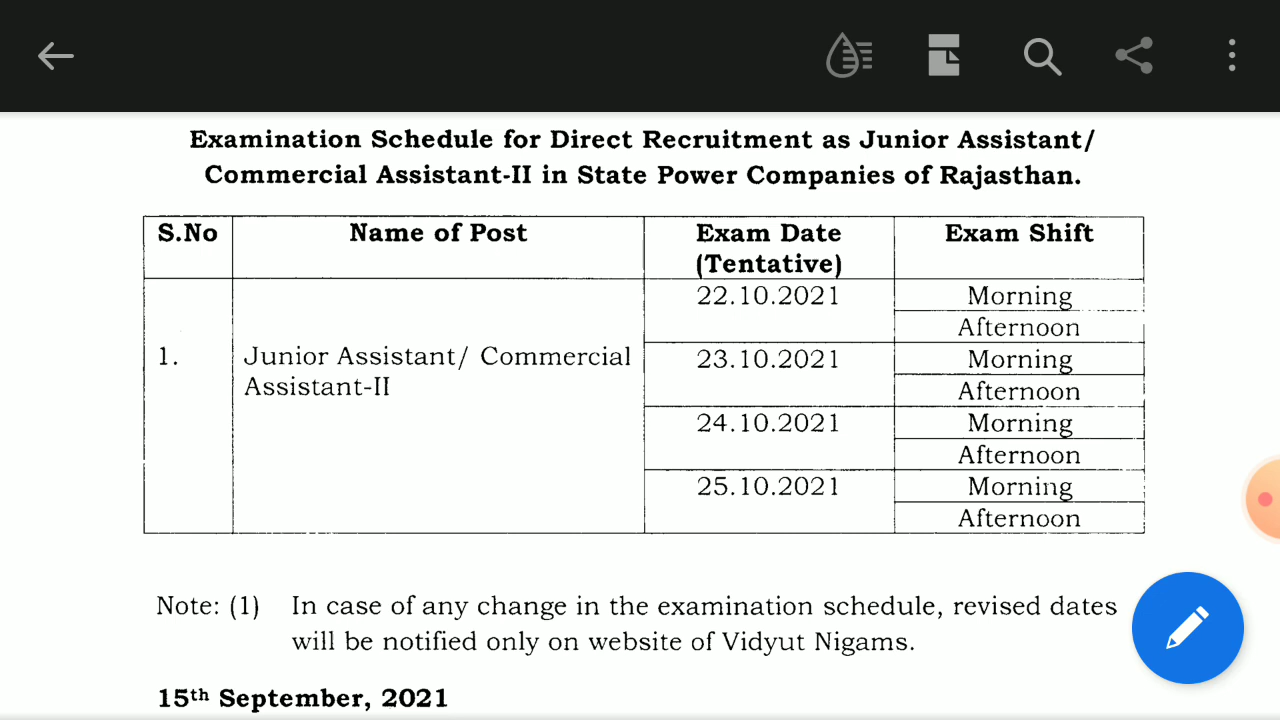 Examination Schedule for Direct Recruitment as Junior Assistant/
Commercial Assistant-II in State Power Companies of Rajasthan.
S.No Name of Post Exam Date (Tentative) Exam Shift
1. Junior Assistant/ Commercial Assistant-II
22.10.2021 Morning
Afternoon
23.10.2021 Morning
Afternoon
24.10.2021 Morning
Afternoon
25.10.2021 Morning
Afternoon
Note: (1) In case of any change in the examination schedule, revised dates
will be notified only on website of Vidyut Nigams.
15th September, 2021